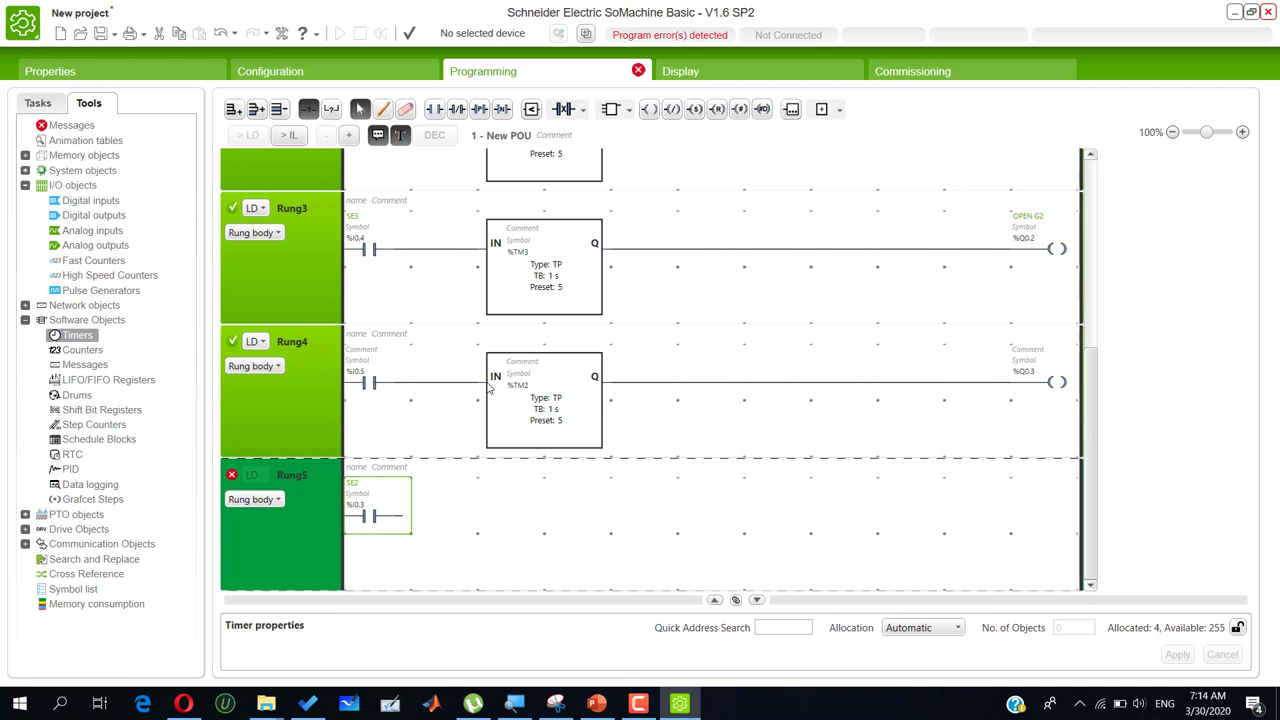 New project*
Schneider Electric SoMachine Basic - V1.6 SP2
No selected device
Program error(s) detected
Not Connected
Properties
Configuration
Programming
Display
Commissioning
Tasks
Tools
> LD
> IL
-
+
T
DEC
1 - New POU
Comment
100%
Messages
Animation tables
Memory objects
System objects
I/O objects
Digital inputs
Digital outputs
Analog inputs
Analog outputs
Fast Counters
High Speed Counters
Pulse Generators
Network objects
Software Objects
Timers
Counters
Messages
LIFO/FIFO Registers
Drums
Shift Bit Registers
Step Counters
Schedule Blocks
RTC
PID
Data logging
Grafcet Steps
PTO objects
Drive Objects
Communication Objects
Search and Replace
Cross Reference
Symbol list
Memory consumption
Preset: 5
LD
Rung3
Rung body
name Comment
SE3
Symbol
%I0.4
Comment
Symbol
IN
Q
%TM3
Type: TP
TB: 1 s
Preset: 5
OPEN G2
Symbol
%Q0.2
LD
Rung4
Rung body
name Comment
Comment
Symbol
%I0.5
Comment
Symbol
IN
Q
%TM2
Type: TP
TB: 1 s
Preset: 5
Comment
Symbol
%Q0.3
LD
Rung5
Rung body
name Comment
SE2
Symbol
%I0.3
Timer properties
Quick Address Search
Allocation
Automatic
No. of Objects
0
Allocated: 4, Available: 255
Apply
Cancel
7:14 AM
3/30/2020
4